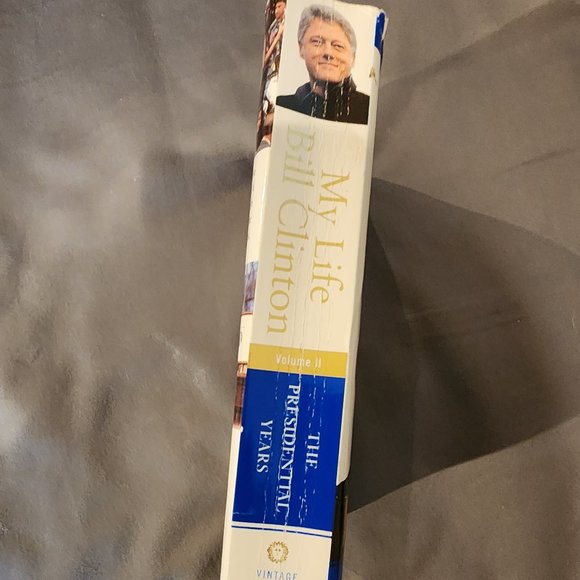 My Life
Bill Clinton
Volume II
THE
PRESIDENTIAL
YEARS
VINTAGE